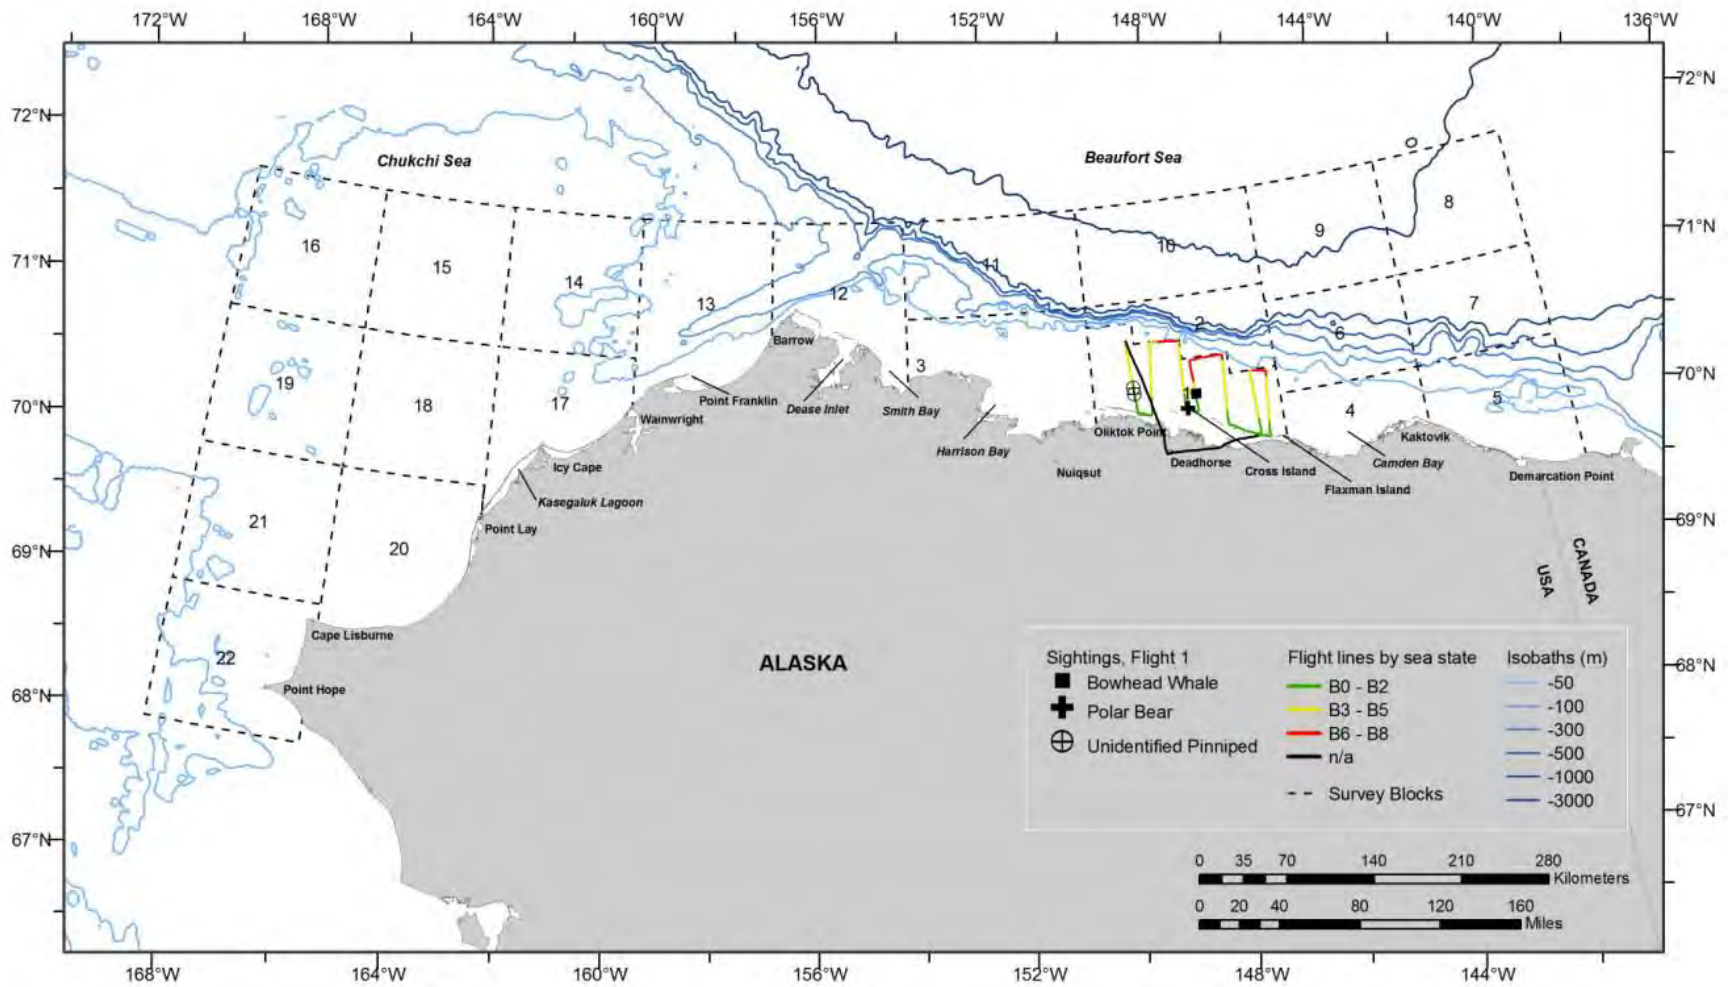 172°W 168°W 164°W 160°W 156°W 152°W 148°W 144°W 140°W 136°W
72°N
72°N
Chukchi Sea
Beaufort Sea
8
71°N
9
16
10
71°N
15
11
14
13
12
7
2
6
Barrow
70°N
3
19
Point Franklin
Dease Inlet
Smith Bay
1
4
5
70°N
18
17
Wainwright
Harrison Bay
Oliktok Point
Kaktovik
Icy Cape
Nuiqsut
Deadhorse
Cross Island
Camden Bay
Demarcation Point
Kasegaluk Lagoon
Flaxman Island
21
Point Lay
69°N
20
69°N
USA
CANADA
Cape Lisburne
22
ALASKA
68°N
Point Hope
68°N
Sightings, Flight 1
Bowhead Whale
Polar Bear
Unidentified Pinniped
Flight lines by sea state
B0 - B2
B3 - B5
B6 - B8
n/a
Survey Blocks
Isobaths (m)
-50
-100
-300
-500
-1000
-3000
67°N
67°N
0 35 70 140 210 280
Kilometers
0 20 40 80 120 160
Miles
168°W 164°W 160°W 156°W 152°W 148°W 144°W